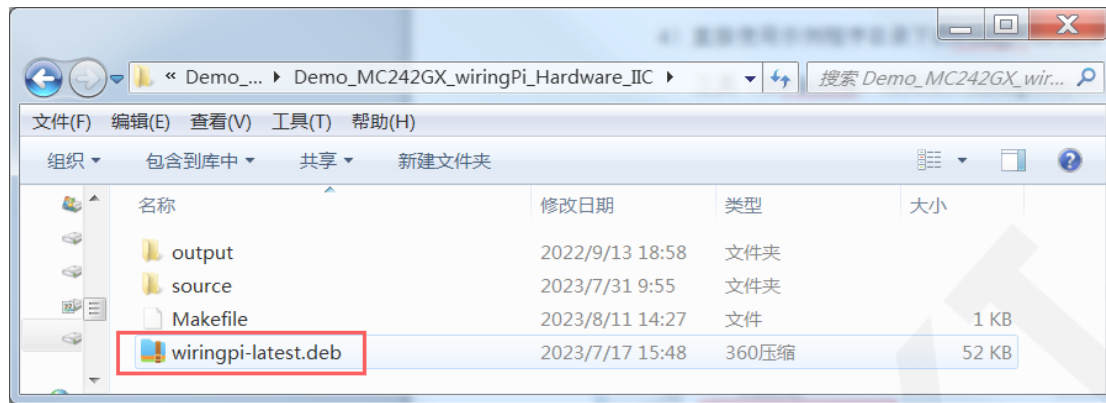 « Demo_... ▸ Demo_MC242GX_wiringPi_Hardware_IIC ▸ 搜索 Demo_MC242GX_wir...
文件(F) 编辑(E) 查看(V) 工具(T) 帮助(H)
组织 包含到库中 共享 新建文件夹
名称 修改日期 类型 大小
output 2022/9/13 18:58 文件夹
source 2023/7/31 9:55 文件夹
Makefile 2023/8/11 14:27 文件 1 KB
wiringpi-latest.deb 2023/7/17 15:48 360压缩 52 KB